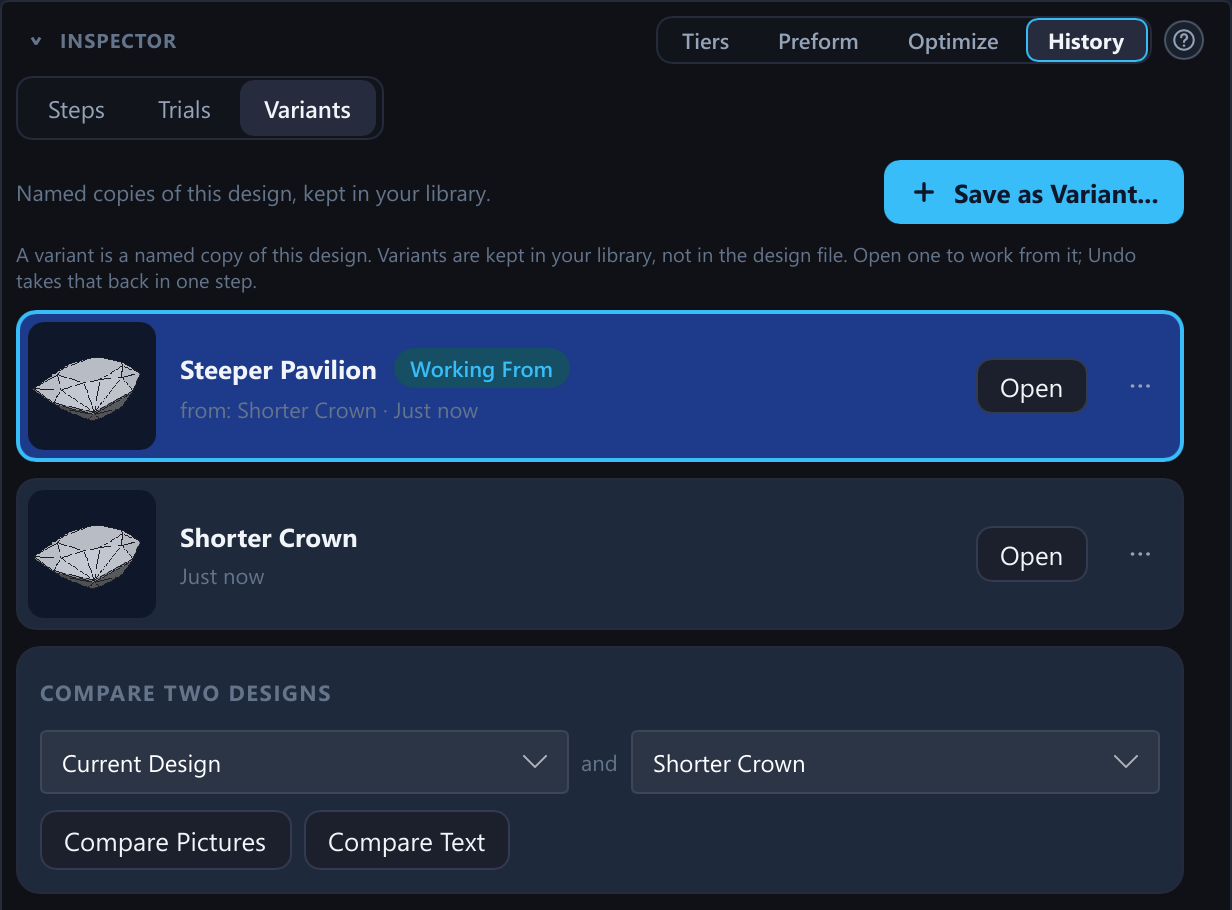 INSPECTOR
Tiers
Preform
Optimize
History
?
Steps
Trials
Variants
Named copies of this design, kept in your library.
+ Save as Variant...
A variant is a named copy of this design. Variants are kept in your library, not in the design file. Open one to work from it; Undo
takes that back in one step.
Steeper Pavilion
Working From
from: Shorter Crown · Just now
Open
...
Shorter Crown
Just now
Open
...
COMPARE TWO DESIGNS
Current Design
and
Shorter Crown
Compare Pictures
Compare Text